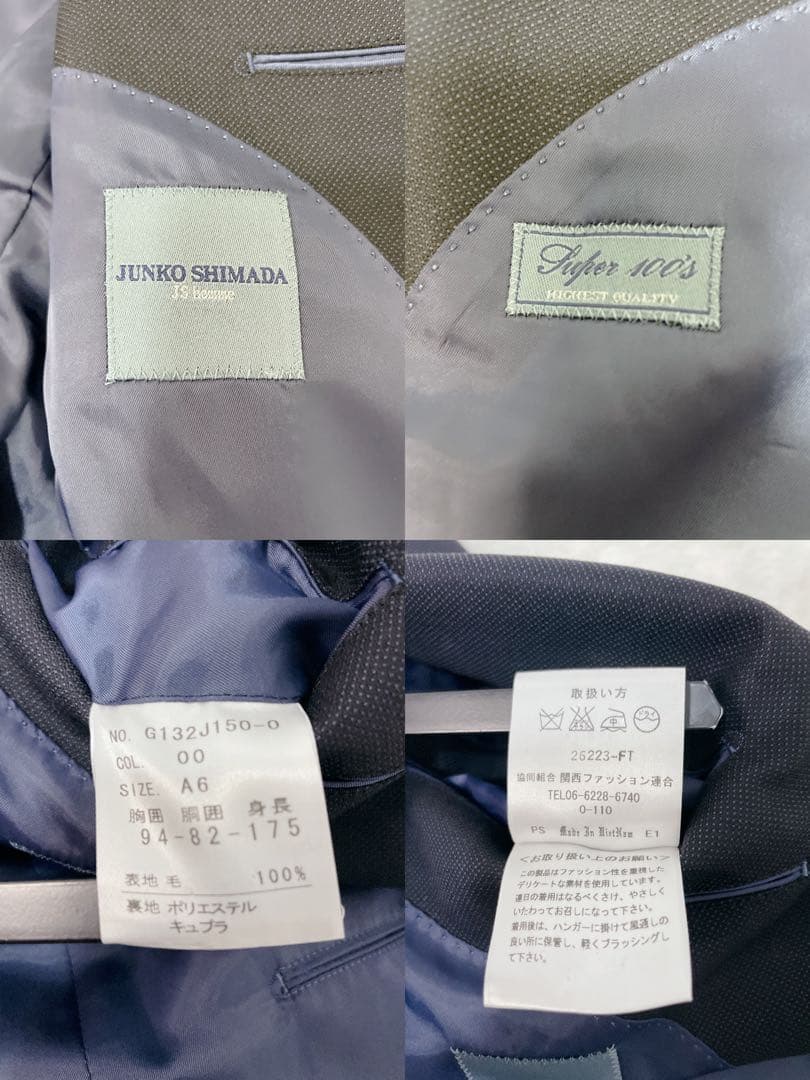 JUNKO SHIMADA
JS Homme
Super 100's
HIGHEST QUALITY
NO. G132J150-0
COL. 00
SIZE. A6
胸囲 胴囲 身長
94-82-175
表地 毛 100%
裏地 ポリエステル
キュプラ
取扱い方
中
ドライ
26223-FT
協同組合 関西ファッション連合
TEL06-6228-6740
0-110
PS Made In VietNam E1
<お取り扱い上のお願い>
この製品はファッション性を重視した
デリケートな素材を使用しています。
連日の着用はなるべくさけ、やさしく
いたわってお召しになって下さい。
着用後は、ハンガーに掛けて風通しの
良い所に保管し、軽くブラッシングし
て下さい。